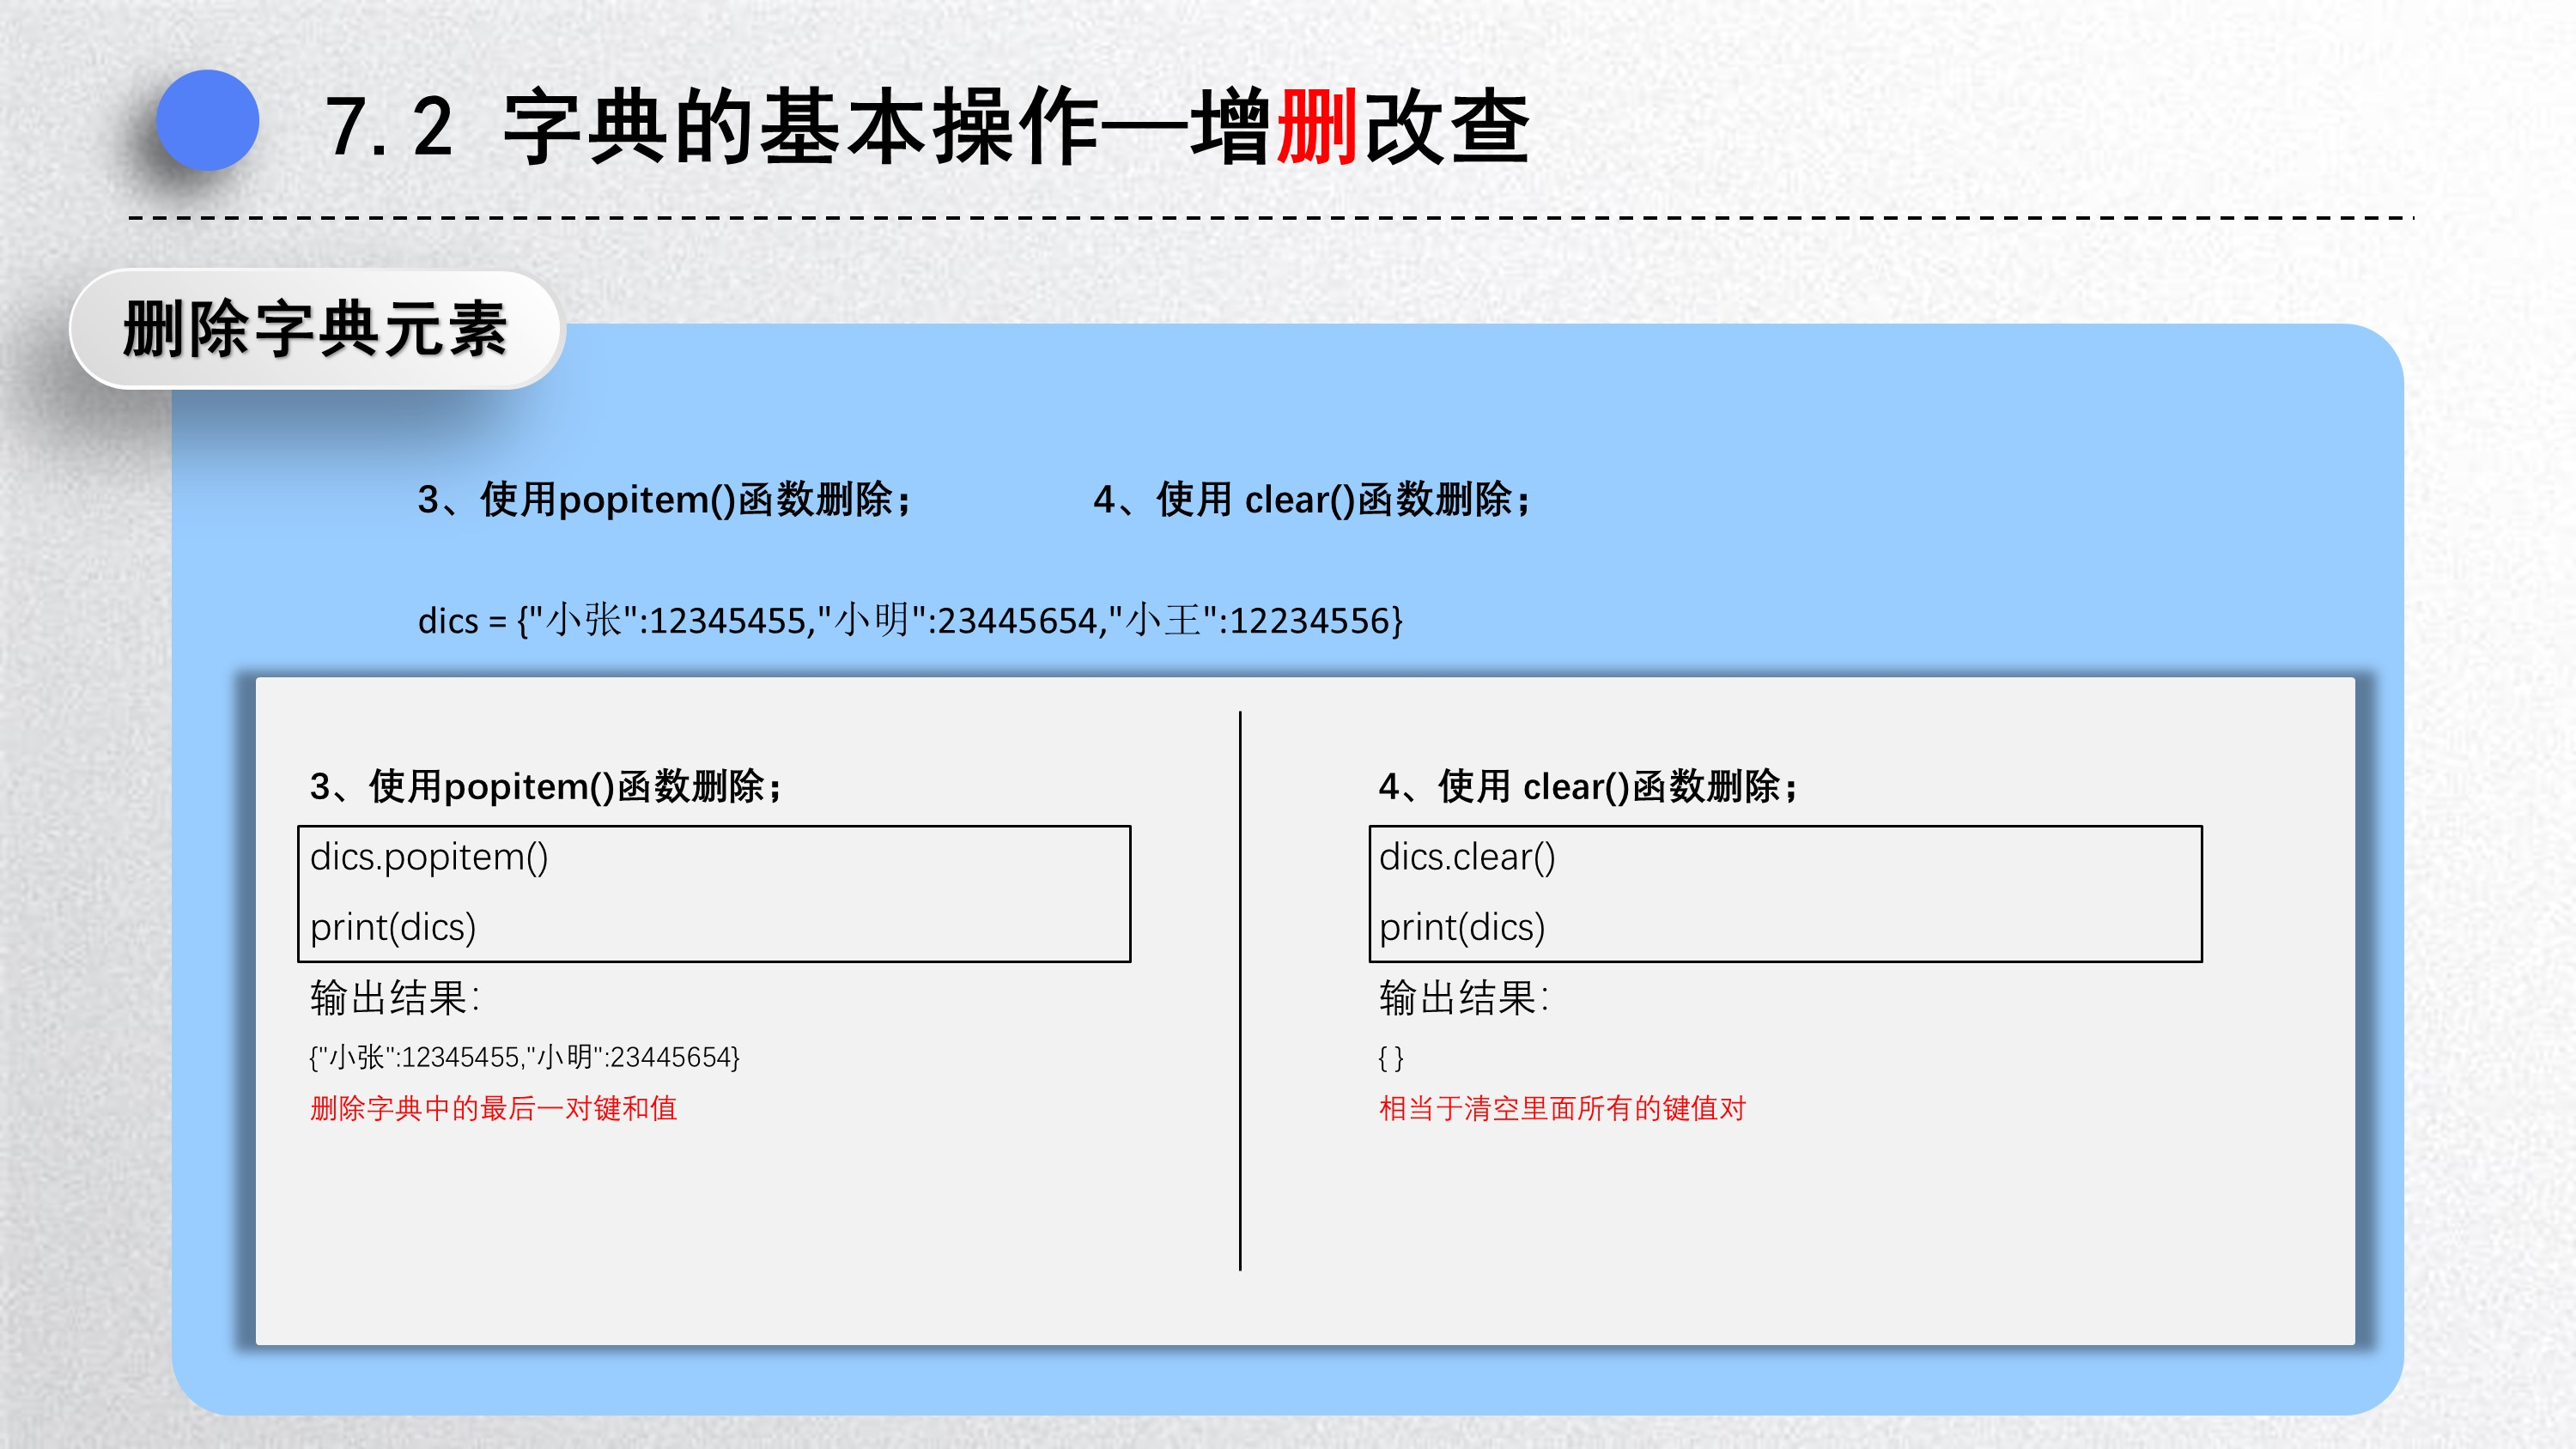 7.2 字典的基本操作—增删改查
删除字典元素
3、使用popitem()函数删除； 4、使用 clear()函数删除；
dics = {"小张":12345455,"小明":23445654,"小王":12234556}
3、使用popitem()函数删除；
dics.popitem()
print(dics)
输出结果：
{"小张":12345455,"小明":23445654}
删除字典中的最后一对键和值
4、使用 clear()函数删除；
dics.clear()
print(dics)
输出结果：
{ }
相当于清空里面所有的键值对